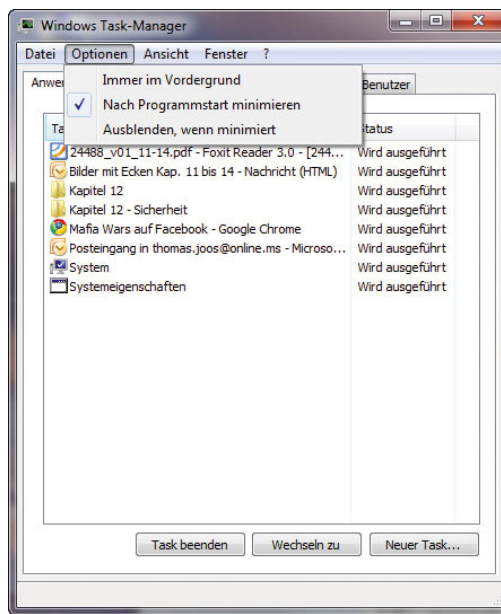 Windows Task-Manager
Datei Optionen Ansicht Fenster ?
Immer im Vordergrund
Nach Programmstart minimieren
Ausblenden, wenn minimiert
Benutzer
24488_v01_11-14.pdf - Foxit Reader 3.0 - [244... Wird ausgeführt
Bilder mit Ecken Kap. 11 bis 14 - Nachricht (HTML) Wird ausgeführt
Kapitel 12 Wird ausgeführt
Kapitel 12 - Sicherheit Wird ausgeführt
Mafia Wars auf Facebook - Google Chrome Wird ausgeführt
Posteingang in thomas.joos@online.ms - Microso... Wird ausgeführt
System Wird ausgeführt
Systemeigenschaften Wird ausgeführt
Task beenden Wechseln zu Neuer Task...